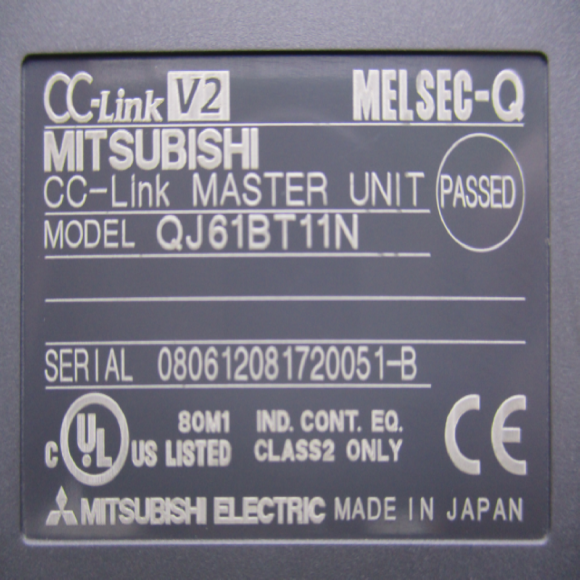 CC-Link V2 MELSEC-Q
MITSUBISHI
CC-Link MASTER UNIT PASSED
MODEL QJ61BT11N
SERIAL 080612081720051-B
80M1 IND. CONT. EQ.
C UL US LISTED CLASS2 ONLY CE
MITSUBISHI ELECTRIC MADE IN JAPAN